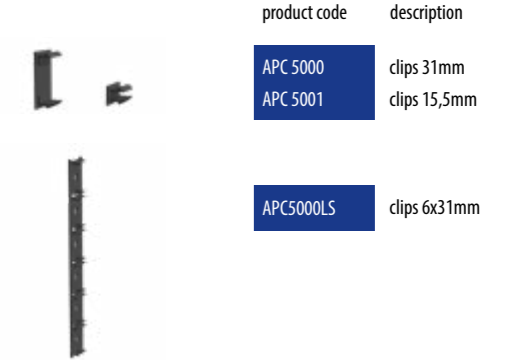 product code description
APC 5000 clips 31mm
APC 5001 clips 15,5mm
APC5000LS clips 6x31mm